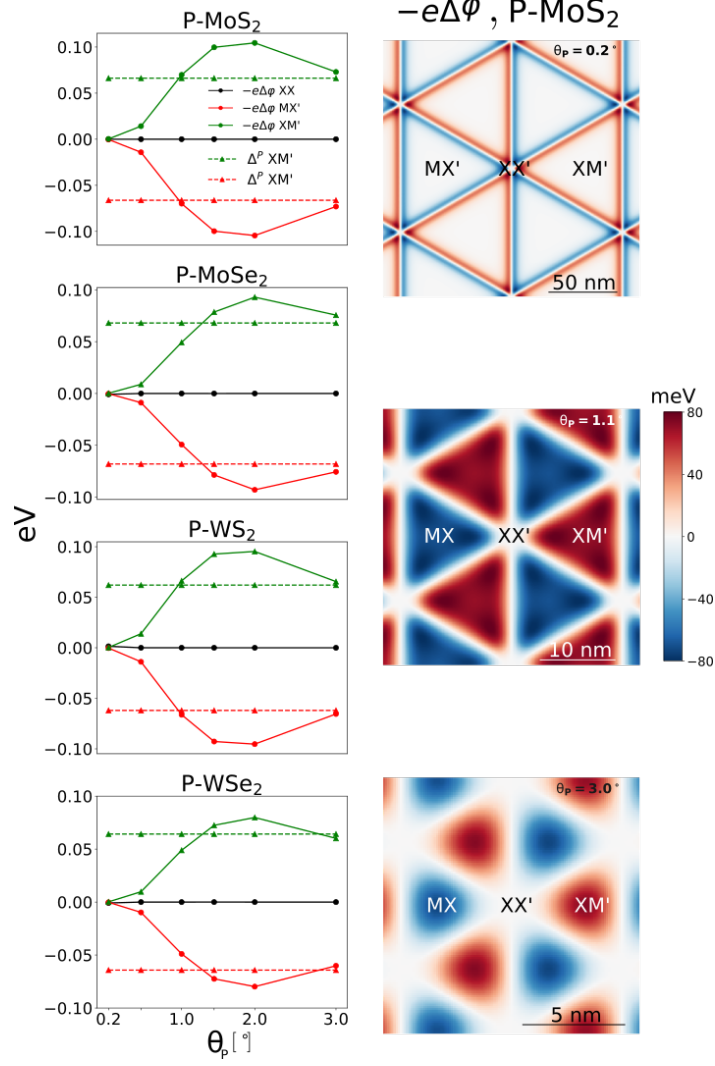 P-MoS₂
0.10
0.05
0.00
−0.05
−0.10
−eΔφ XX
−eΔφ MX'
−eΔφ XM'
Δᴾ XM'
Δᴾ XM'
P-MoSe₂
0.10
0.05
0.00
−0.05
−0.10
eV
P-WS₂
0.10
0.05
0.00
−0.05
−0.10
P-WSe₂
0.10
0.05
0.00
−0.05
−0.10
0.2
1.0
2.0
3.0
θₚ [°]
−eΔφ , P-MoS₂
θₚ = 0.2°
MX'
XX'
XM'
50 nm
θₚ = 1.1
MX
XX'
XM'
10 nm
meV
80
40
0
−40
−80
θₚ = 3.0°
MX
XX'
XM'
5 nm